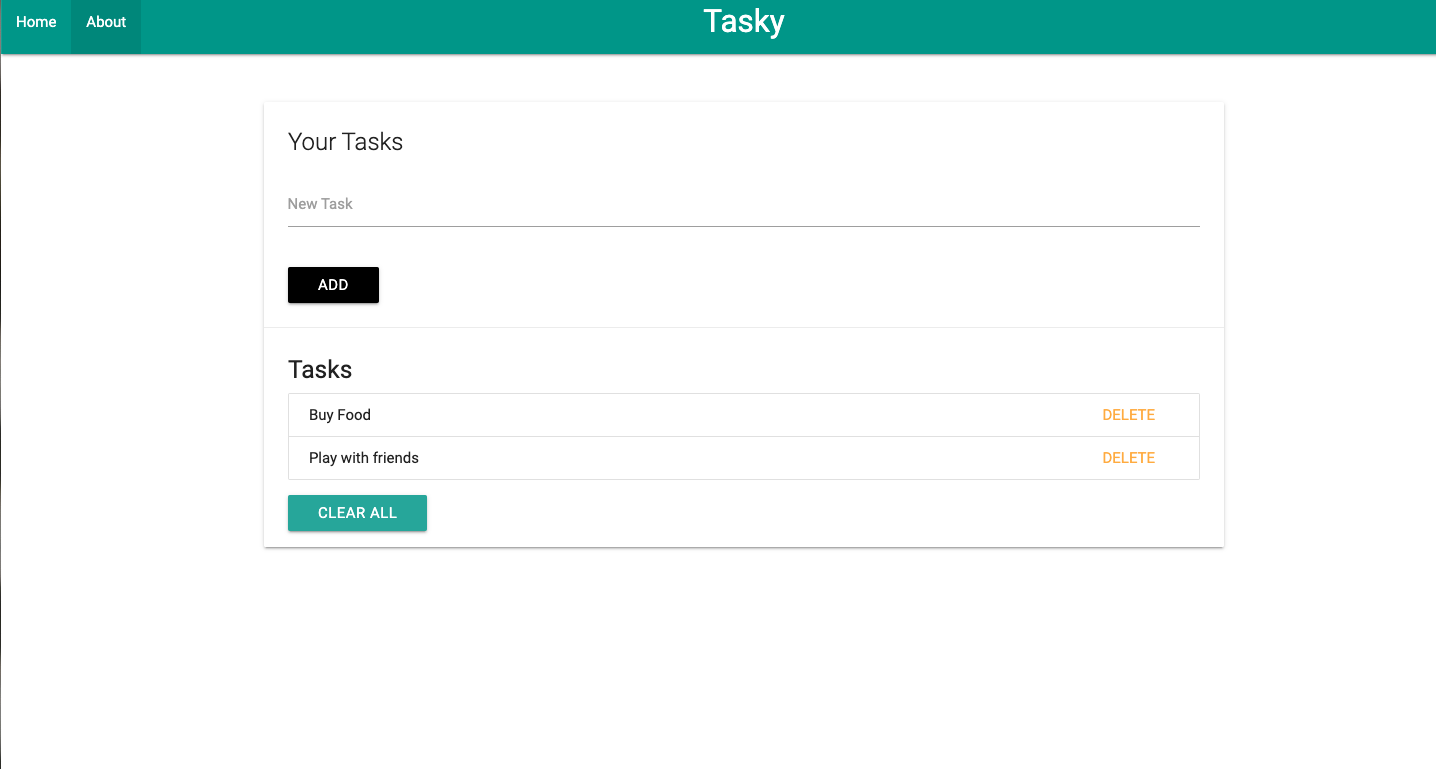 Home About Tasky
Your Tasks
New Task
ADD
Tasks
Buy Food DELETE
Play with friends DELETE
CLEAR ALL